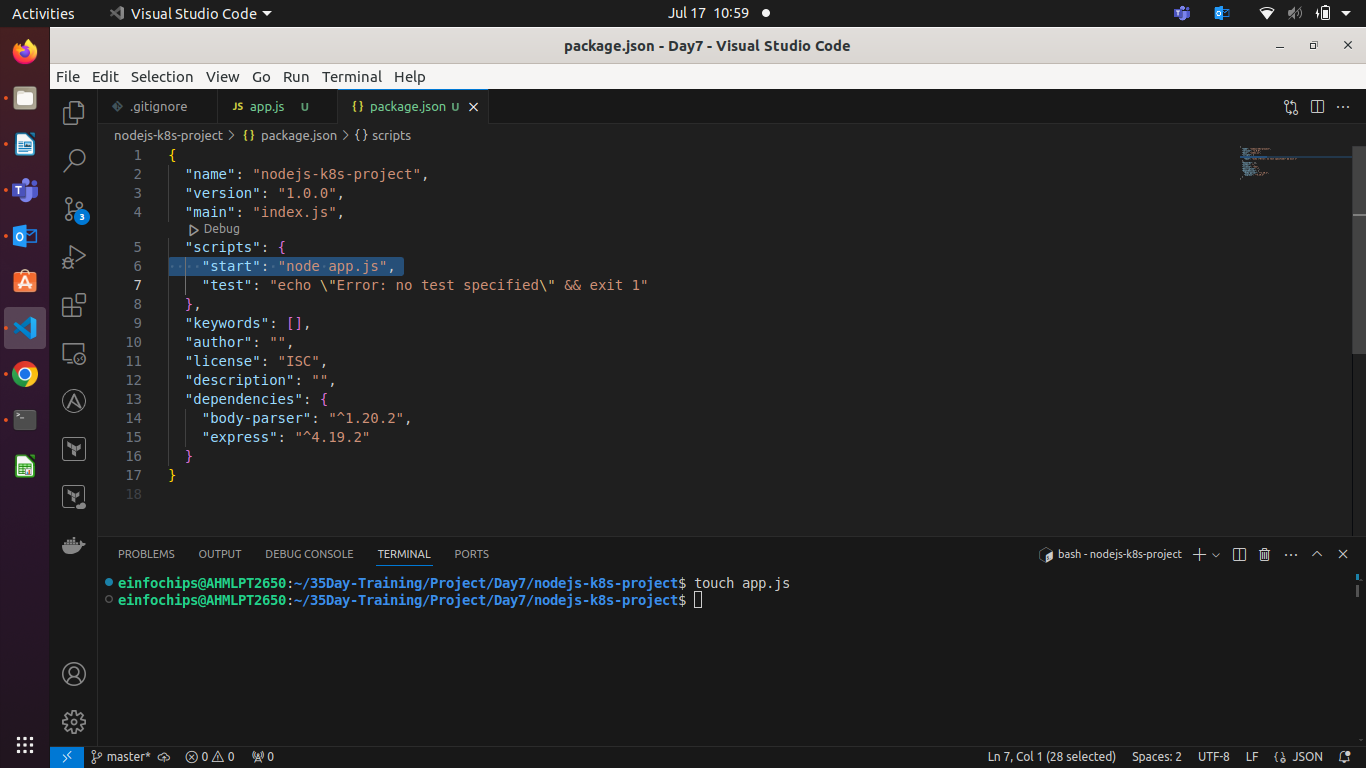 Activities Visual Studio Code Jul 17 10:59
package.json - Day7 - Visual Studio Code
File Edit Selection View Go Run Terminal Help
.gitignore JS app.js U {} package.json U
nodejs-k8s-project > {} package.json > {} scripts
1 {
2 "name": "nodejs-k8s-project",
3 "version": "1.0.0",
4 "main": "index.js",
Debug
5 "scripts": {
6 "start": "node app.js",
7 "test": "echo \"Error: no test specified\" && exit 1"
8 },
9 "keywords": [],
10 "author": "",
11 "license": "ISC",
12 "description": "",
13 "dependencies": {
14 "body-parser": "^1.20.2",
15 "express": "^4.19.2"
16 }
17 }
18
3
PROBLEMS OUTPUT DEBUG CONSOLE TERMINAL PORTS bash - nodejs-k8s-project
einfochips@AHMLPT2650:~/35Day-Training/Project/Day7/nodejs-k8s-project$ touch app.js
einfochips@AHMLPT2650:~/35Day-Training/Project/Day7/nodejs-k8s-project$
master* 0 0 0 Ln 7, Col 1 (28 selected) Spaces: 2 UTF-8 LF {} JSON